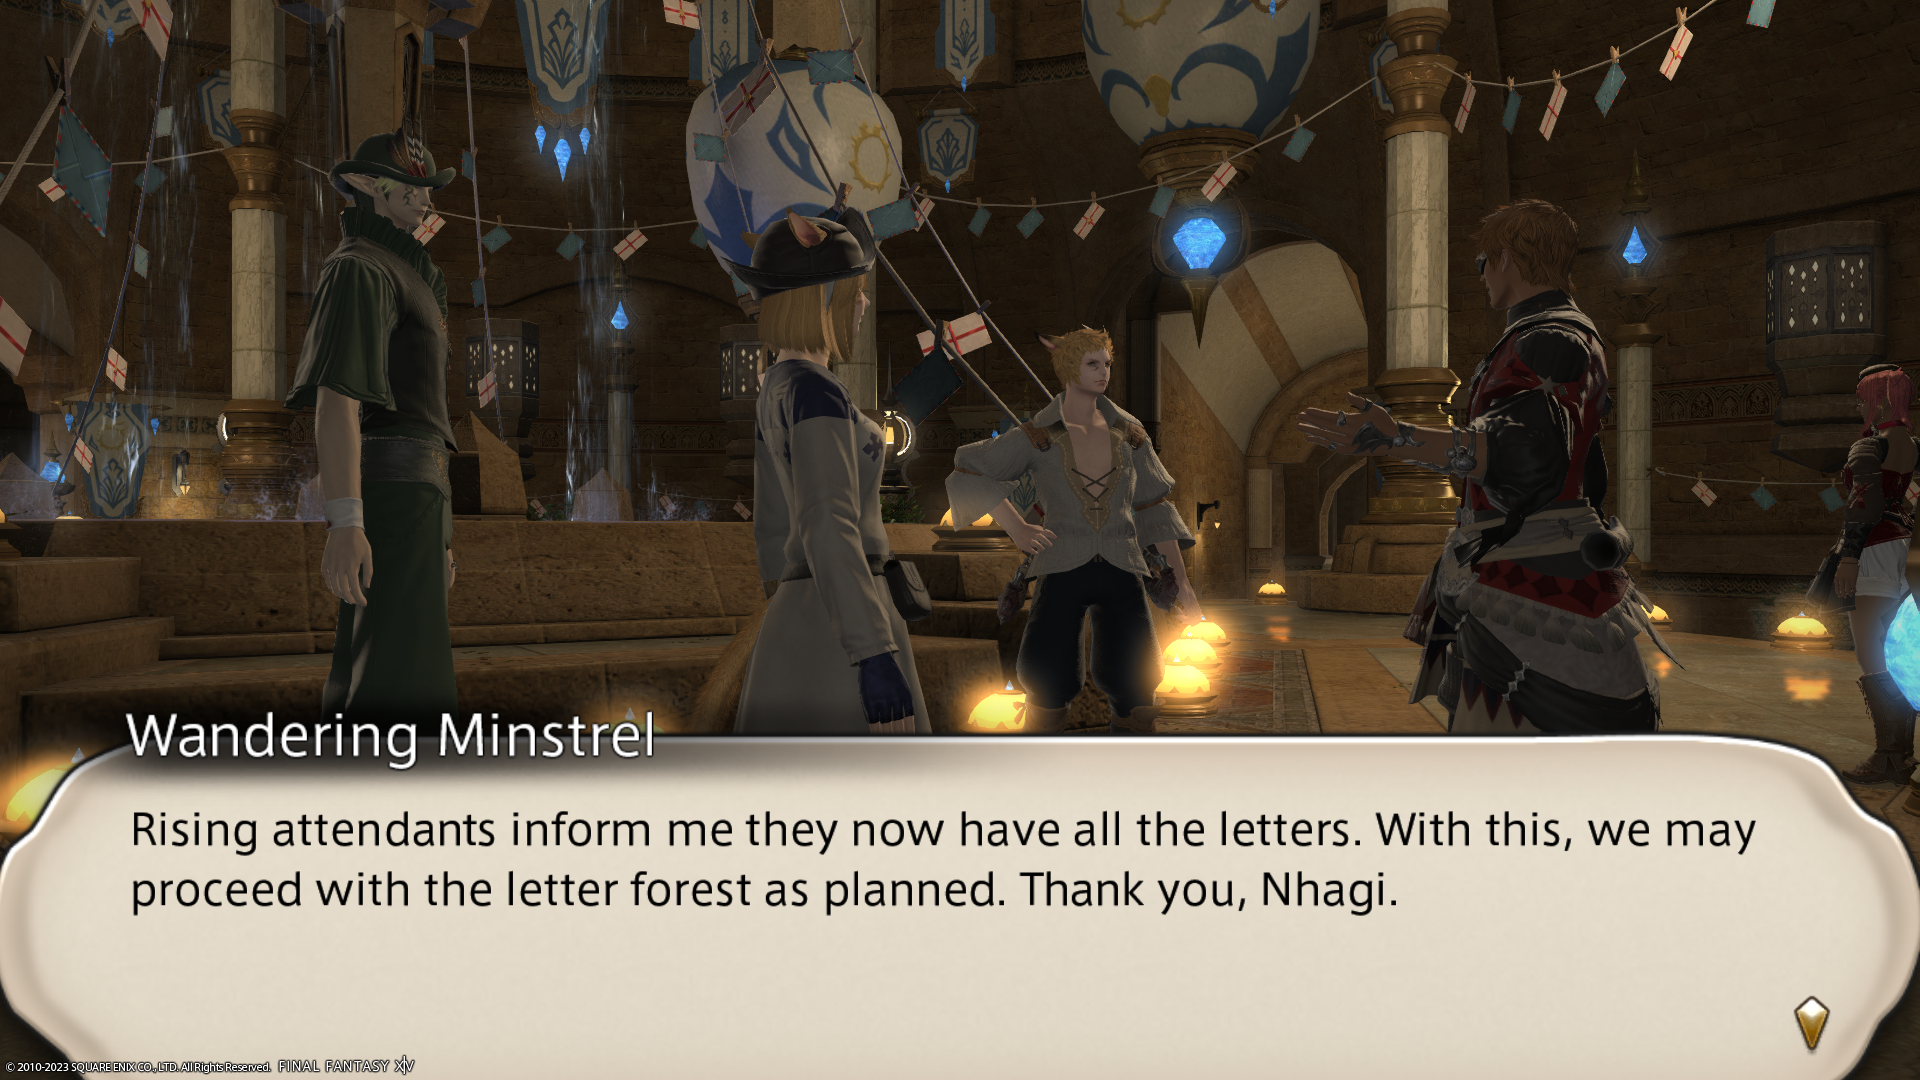 Wandering Minstrel
Rising attendants inform me they now have all the letters. With this, we may
proceed with the letter forest as planned. Thank you, Nhagi.
© 2010-2023 SQUARE ENIX CO., LTD. All Rights Reserved. FINAL FANTASY XIV